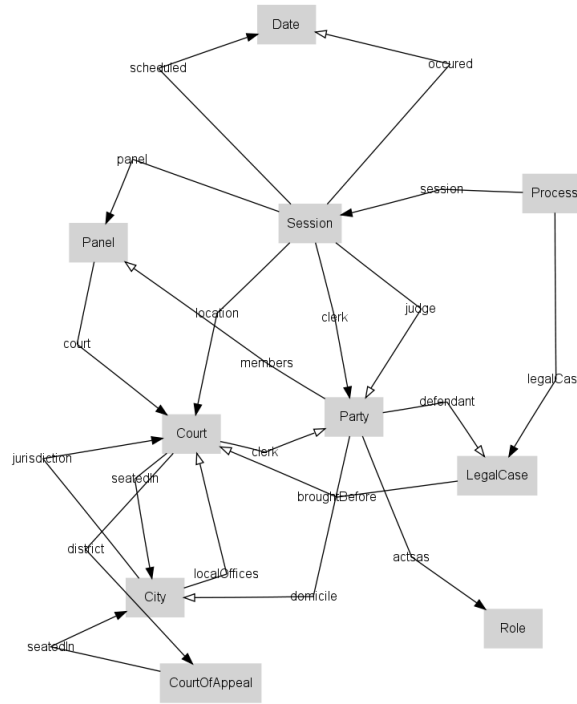 Date
scheduled
occured
panel
session
Process
Session
Panel
location
clerk
judge
court
members
legalCas
defendant
Party
Court
clerk
jurisdiction
seatedIn
broughtBefore
LegalCase
district
localOffices
actsas
City
domicile
Role
seatedIn
CourtOfAppeal